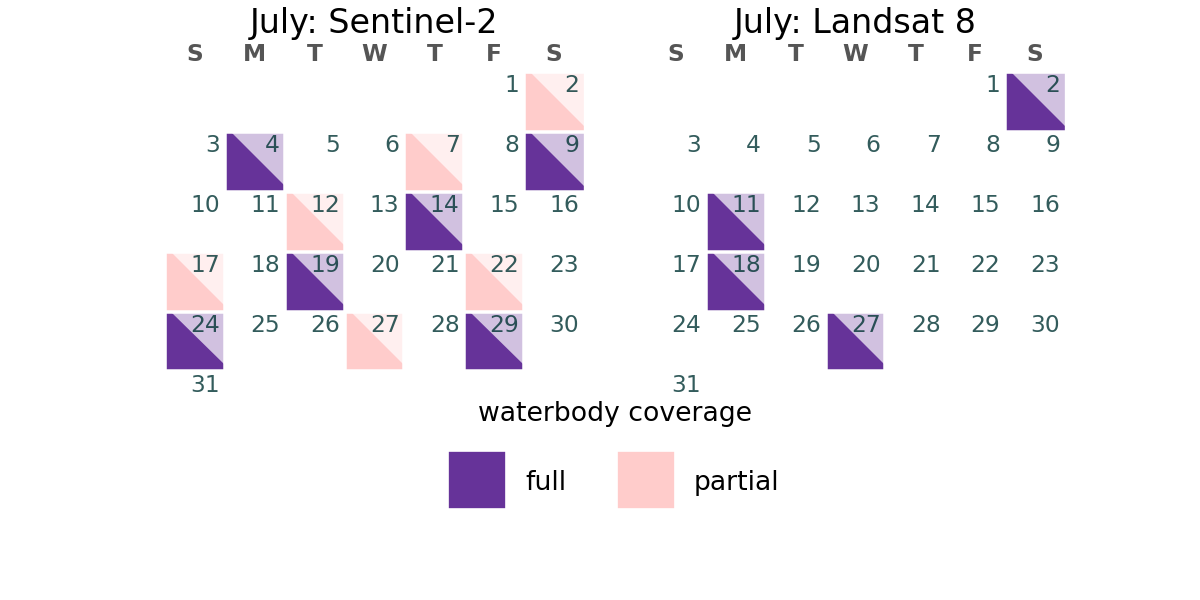 July: Sentinel-2
S M T W T F S
1 2
3 4 5 6 7 8 9
10 11 12 13 14 15 16
17 18 19 20 21 22 23
24 25 26 27 28 29 30
31
July: Landsat 8
S M T W T F S
1 2
3 4 5 6 7 8 9
10 11 12 13 14 15 16
17 18 19 20 21 22 23
24 25 26 27 28 29 30
31
waterbody coverage
full partial